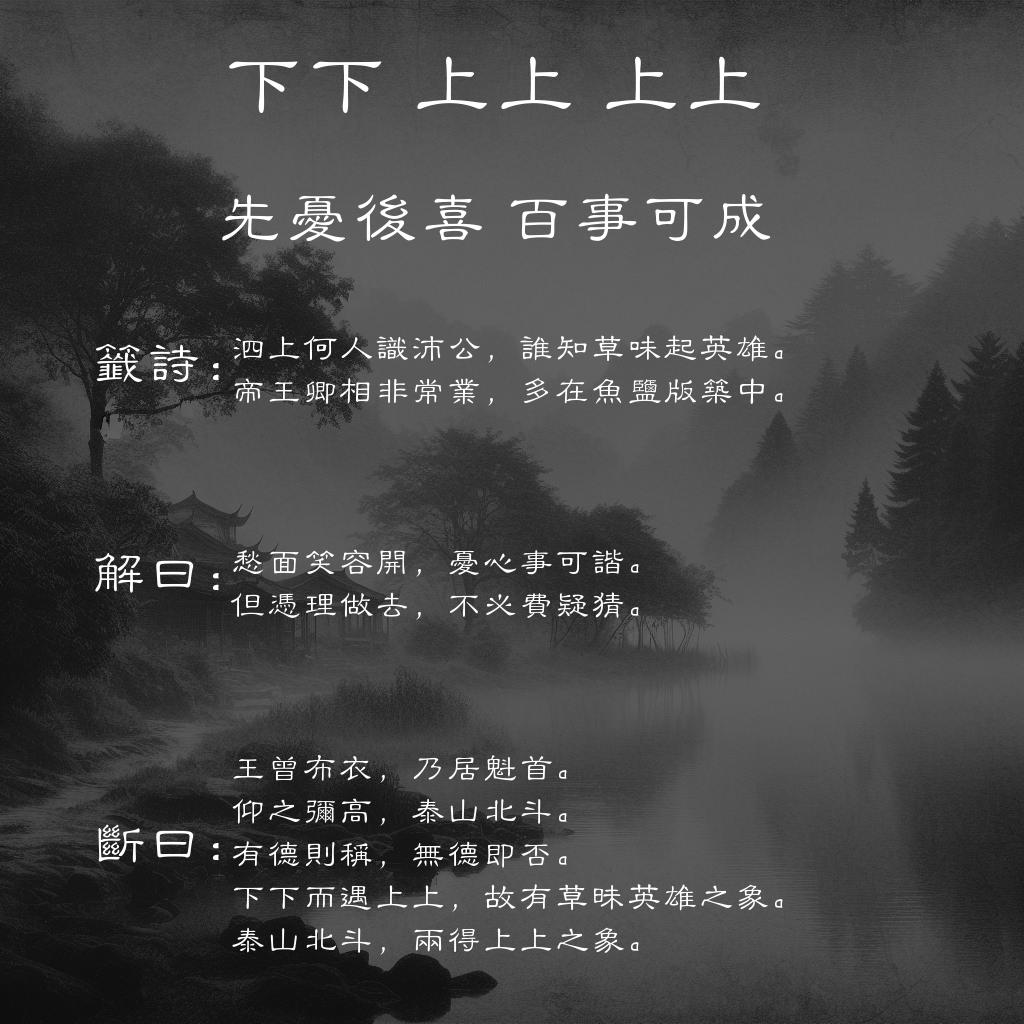 下下 上上 上上
先憂後喜 百事可成
籤詩：
泗上何人識沛公，誰知草味起英雄。
帝王卿相非常業，多在魚鹽版築中。
解曰：
愁面笑容開，憂心事可諧。
但憑理做去，不必費疑猜。
斷曰：
王曾布衣，乃居魁首。
仰之彌高，泰山北斗。
有德則稱，無德即否。
下下而遇上上，故有草昧英雄之象。
泰山北斗，兩得上上之象。